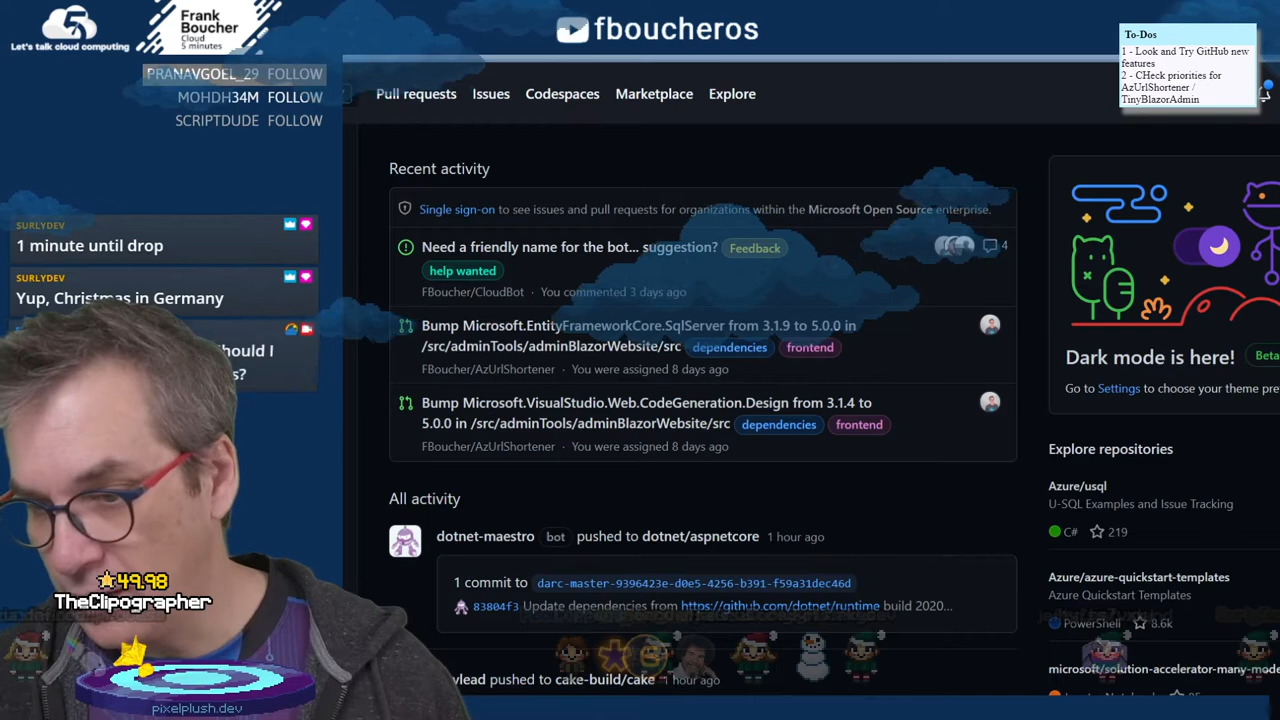 Let's talk cloud computing
Frank
Boucher
Cloud
5 minutes
fboucheros
To-Dos
1 - Look and Try GitHub new
features
2 - CHeck priorities for
AzUrlShortener /
TinyBlazorAdmin
PRANAVGOEL_29 FOLLOW
MOHDH34M FOLLOW
SCRIPTDUDE FOLLOW
Pull requests Issues Codespaces Marketplace Explore
SURLYDEV
1 minute until drop
SURLYDEV
Yup, Christmas in Germany
Should I
s?
Recent activity
Single sign-on to see issues and pull requests for organizations within the Microsoft Open Source enterprise.
Need a friendly name for the bot... suggestion? Feedback
4
help wanted
FBoucher/CloudBot · You commented 3 days ago
Bump Microsoft.EntityFrameworkCore.SqlServer from 3.1.9 to 5.0.0 in
/src/adminTools/adminBlazorWebsite/src dependencies frontend
FBoucher/AzUrlShortener · You were assigned 8 days ago
Bump Microsoft.VisualStudio.Web.CodeGeneration.Design from 3.1.4 to
5.0.0 in /src/adminTools/adminBlazorWebsite/src dependencies frontend
FBoucher/AzUrlShortener · You were assigned 8 days ago
All activity
dotnet-maestro bot pushed to dotnet/aspnetcore 1 hour ago
1 commit to darc-master-9396423e-d0e5-4256-b391-f59a31dec46d
83804f3 Update dependencies from https://github.com/dotnet/runtime build 2020...
ylead pushed to cake-build/cake 1 hour ago
Dark mode is here! Beta
Go to Settings to choose your theme pre
Explore repositories
Azure/usql
U-SQL Examples and Issue Tracking
C# 219
Azure/azure-quickstart-templates
Azure Quickstart Templates
PowerShell 8.6k
microsoft/solution-accelerator-many-mode
49.98
TheClipographer
pixelplush.dev